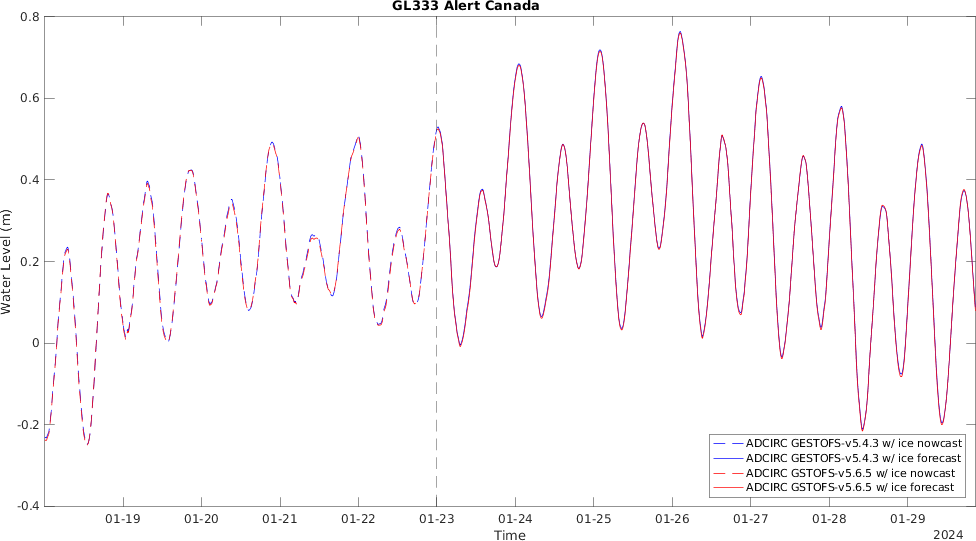 GL333 Alert Canada
0.8
0.6
0.4
0.2
0
-0.2
-0.4
Water Level (m)
01-19 01-20 01-21 01-22 01-23 01-24 01-25 01-26 01-27 01-28 01-29
Time
2024
ADCIRC GESTOFS-v5.4.3 w/ ice nowcast
ADCIRC GESTOFS-v5.4.3 w/ ice forecast
ADCIRC GSTOFS-v5.6.5 w/ ice nowcast
ADCIRC GSTOFS-v5.6.5 w/ ice forecast